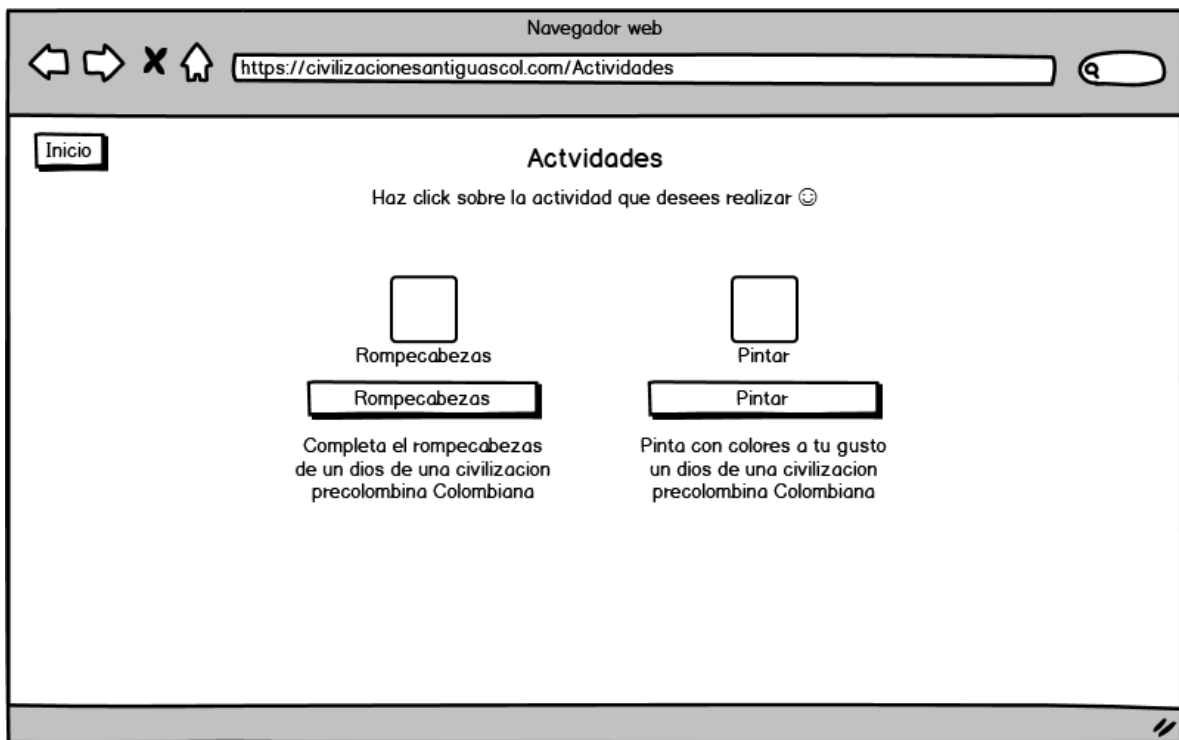 Navegador web
https://civilizacionesantiguascol.com/Actividades
Inicio
Actvidades
Haz click sobre la actividad que desees realizar ☺
Rompecabezas
Pintar
Rompecabezas
Pintar
Completa el rompecabezas
de un dios de una civilizacion
precolombina Colombiana
Pinta con colores a tu gusto
un dios de una civilizacion
precolombina Colombiana